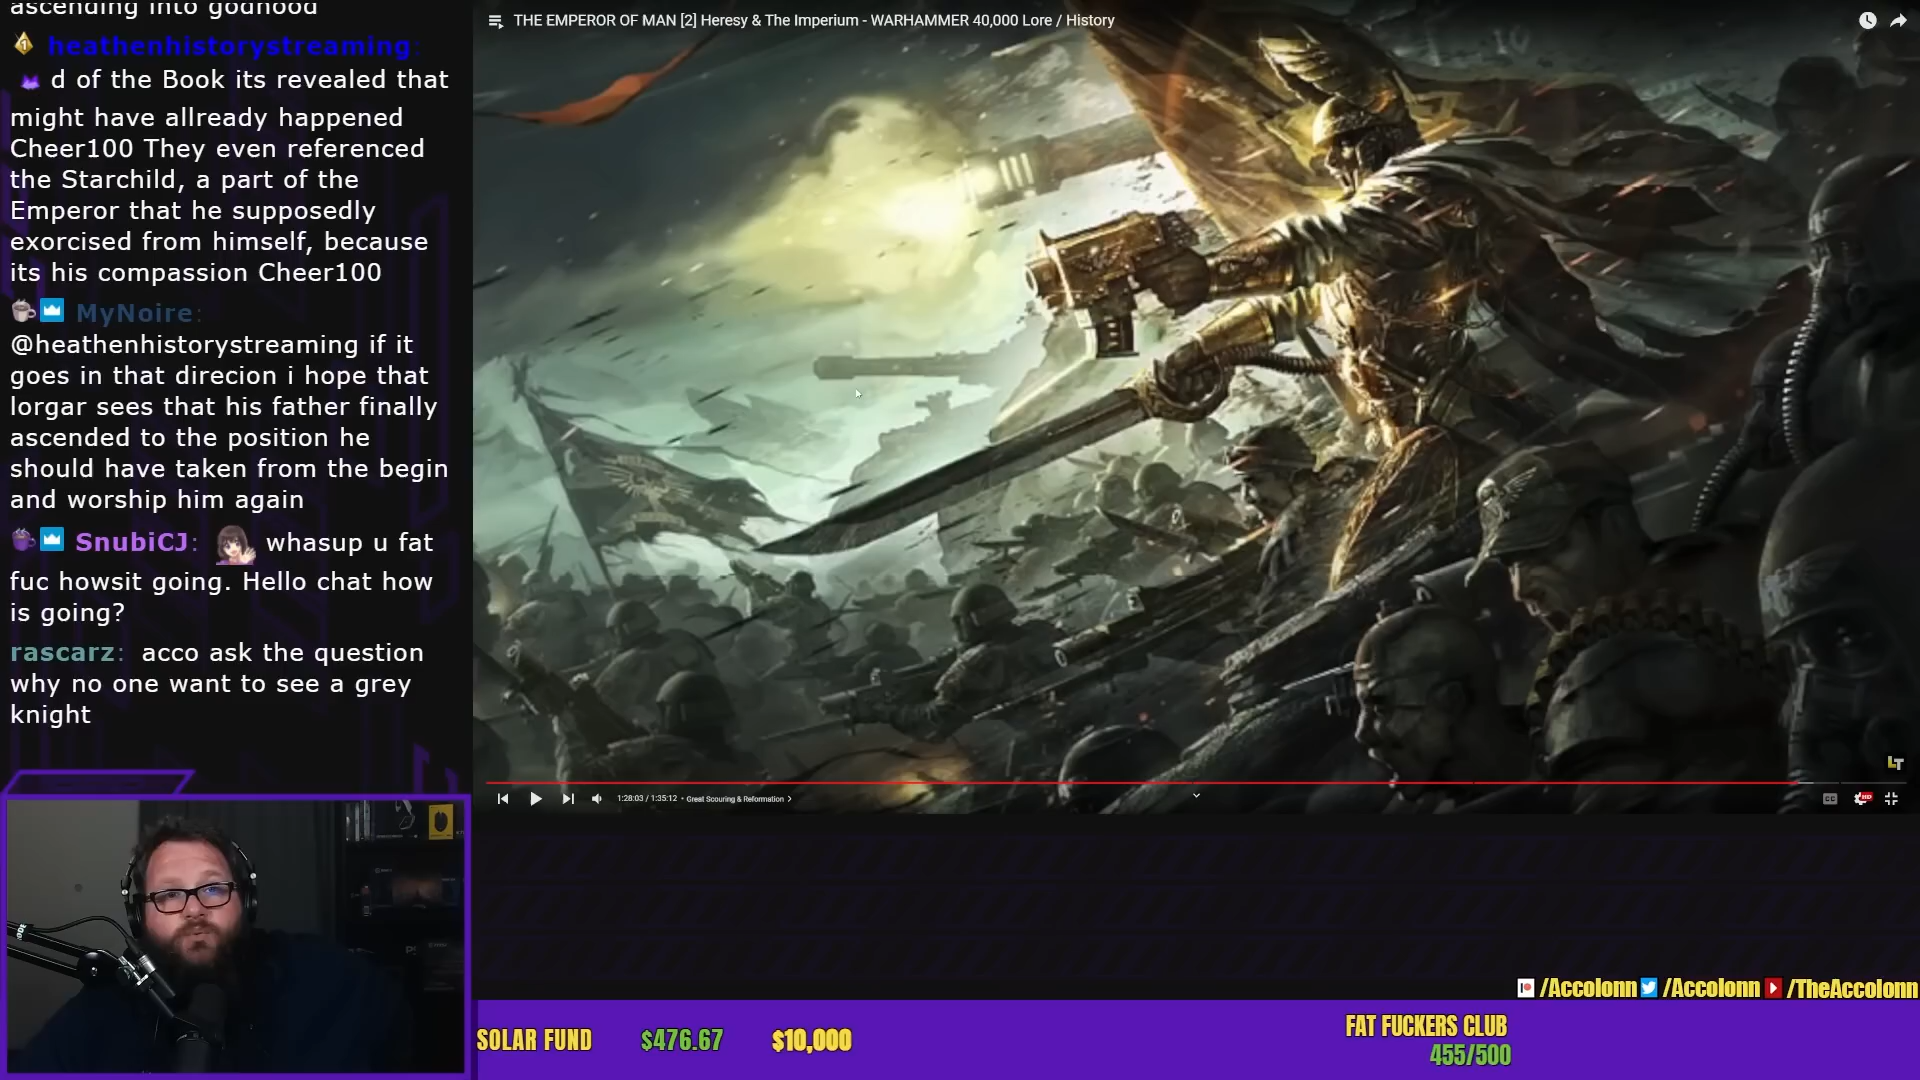 ascending into godhood
heathenhistorystreaming:
d of the Book its revealed that
might have allready happened
Cheer100 They even referenced
the Starchild, a part of the
Emperor that he supposedly
exorcised from himself, because
its his compassion Cheer100
MyNoire:
@heathenhistorystreaming if it
goes in that direcion i hope that
lorgar sees that his father finally
ascended to the position he
should have taken from the begin
and worship him again
SnubiCJ: whasup u fat
fuc howsit going. Hello chat how
is going?
rascarz: acco ask the question
why no one want to see a grey
knight
THE EMPEROR OF MAN [2] Heresy & The Imperium - WARHAMMER 40,000 Lore / History
LT
1:28:03 / 1:35:12 • Great Scouring & Reformation >
CC
HD
/Accolonn /Accolonn /TheAccolonn
SOLAR FUND $476.67 $10,000
FAT FUCKERS CLUB
455/500